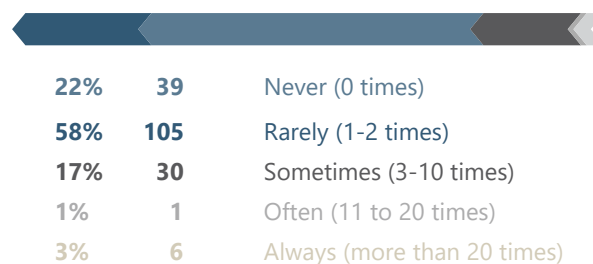 22% 39 Never (0 times)
58% 105 Rarely (1-2 times)
17% 30 Sometimes (3-10 times)
1% 1 Often (11 to 20 times)
3% 6 Always (more than 20 times)